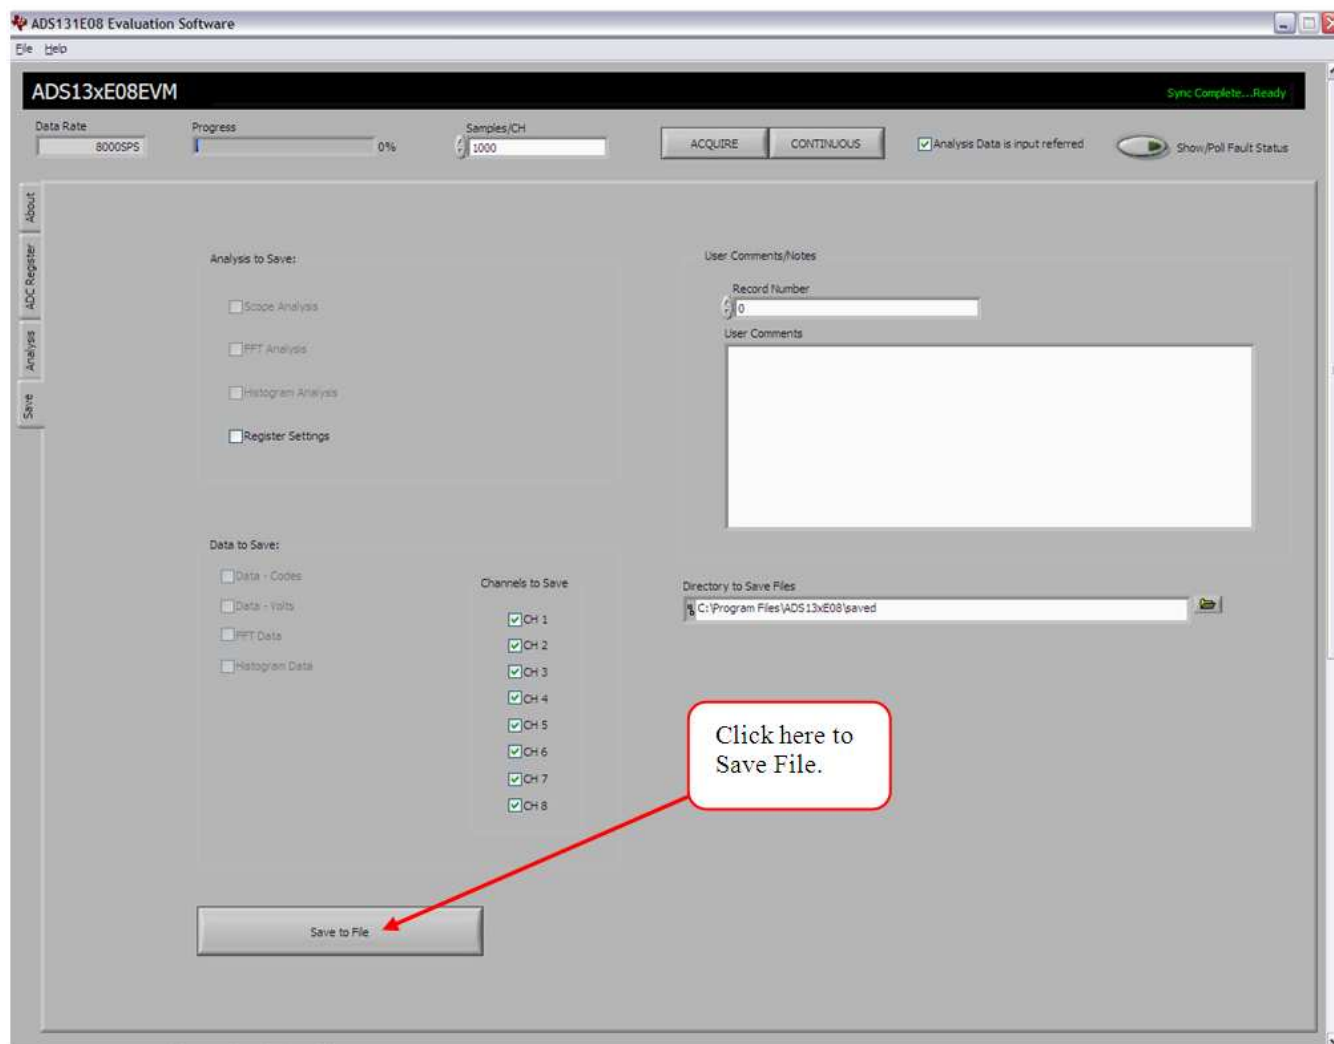 ADS131E08 Evaluation Software
File Help
ADS13xE08EVM
Sync Complete...Ready
Data Rate
8000SPS
Progress
0%
Samples/CH
1000
ACQUIRE
CONTINUOUS
Analysis Data is input referred
Show/Poll Fault Status
About
ADC Register
Analysis
Save
Analysis to Save:
Scope Analysis
FFT Analysis
Histogram Analysis
Register Settings
User Comments/Notes
Record Number
0
User Comments
Data to Save:
Data - Codes
Data - Volts
FFT Data
Histogram Data
Channels to Save
CH 1
CH 2
CH 3
CH 4
CH 5
CH 6
CH 7
CH 8
Directory to Save Files
C:\Program Files\ADS13xE08\saved
Click here to
Save File.
Save to File